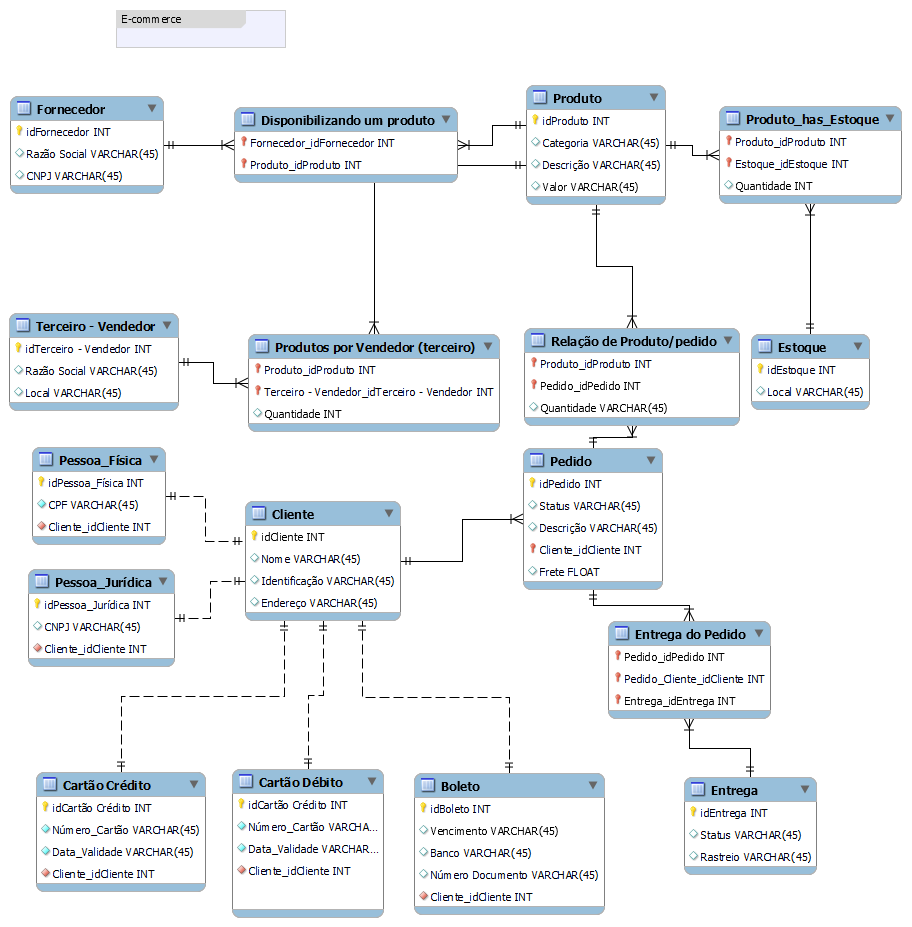 E-commerce
Fornecedor
idFornecedor INT
Razão Social VARCHAR(45)
CNPJ VARCHAR(45)
Disponibilizando um produto
Fornecedor_idFornecedor INT
Produto_idProduto INT
Produto
idProduto INT
Categoria VARCHAR(45)
Descrição VARCHAR(45)
Valor VARCHAR(45)
Produto_has_Estoque
Produto_idProduto INT
Estoque_idEstoque INT
Quantidade INT
Terceiro - Vendedor
idTerceiro - Vendedor INT
Razão Social VARCHAR(45)
Local VARCHAR(45)
Produtos por Vendedor (terceiro)
Produto_idProduto INT
Terceiro - Vendedor_idTerceiro - Vendedor INT
Quantidade INT
Relação de Produto/pedido
Produto_idProduto INT
Pedido_idPedido INT
Quantidade VARCHAR(45)
Estoque
idEstoque INT
Local VARCHAR(45)
Pessoa_Física
idPessoa_Física INT
CPF VARCHAR(45)
Cliente_idCliente INT
Cliente
idCliente INT
Nome VARCHAR(45)
Identificação VARCHAR(45)
Endereço VARCHAR(45)
Pedido
idPedido INT
Status VARCHAR(45)
Descrição VARCHAR(45)
Cliente_idCliente INT
Frete FLOAT
Pessoa_Jurídica
idPessoa_Jurídica INT
CNPJ VARCHAR(45)
Cliente_idCliente INT
Entrega do Pedido
Pedido_idPedido INT
Pedido_Cliente_idCliente INT
Entrega_idEntrega INT
Cartão Crédito
idCartão Crédito INT
Número_Cartão VARCHAR(45)
Data_Validade VARCHAR(45)
Cliente_idCliente INT
Cartão Débito
idCartão Crédito INT
Número_Cartão VARCHA...
Data_Validade VARCHAR...
Cliente_idCliente INT
Boleto
idBoleto INT
Vencimento VARCHAR(45)
Banco VARCHAR(45)
Número Documento VARCHAR(45)
Cliente_idCliente INT
Entrega
idEntrega INT
Status VARCHAR(45)
Rastreio VARCHAR(45)